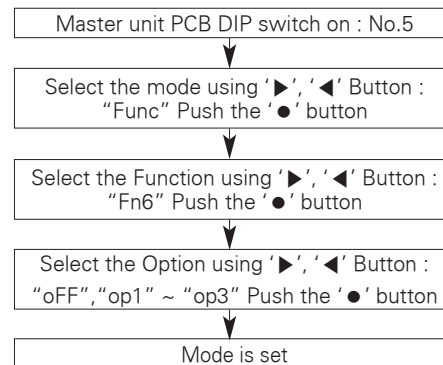 Master unit PCB DIP switch on : No.5
Select the mode using ‘▶’, ‘◀’ Button :
“Func” Push the ‘●’ button
Select the Function using ‘▶’, ‘◀’ Button :
“Fn6” Push the ‘●’ button
Select the Option using ‘▶’, ‘◀’ Button :
“oFF”,“op1” ~ “op3” Push the ‘●’ button
Mode is set